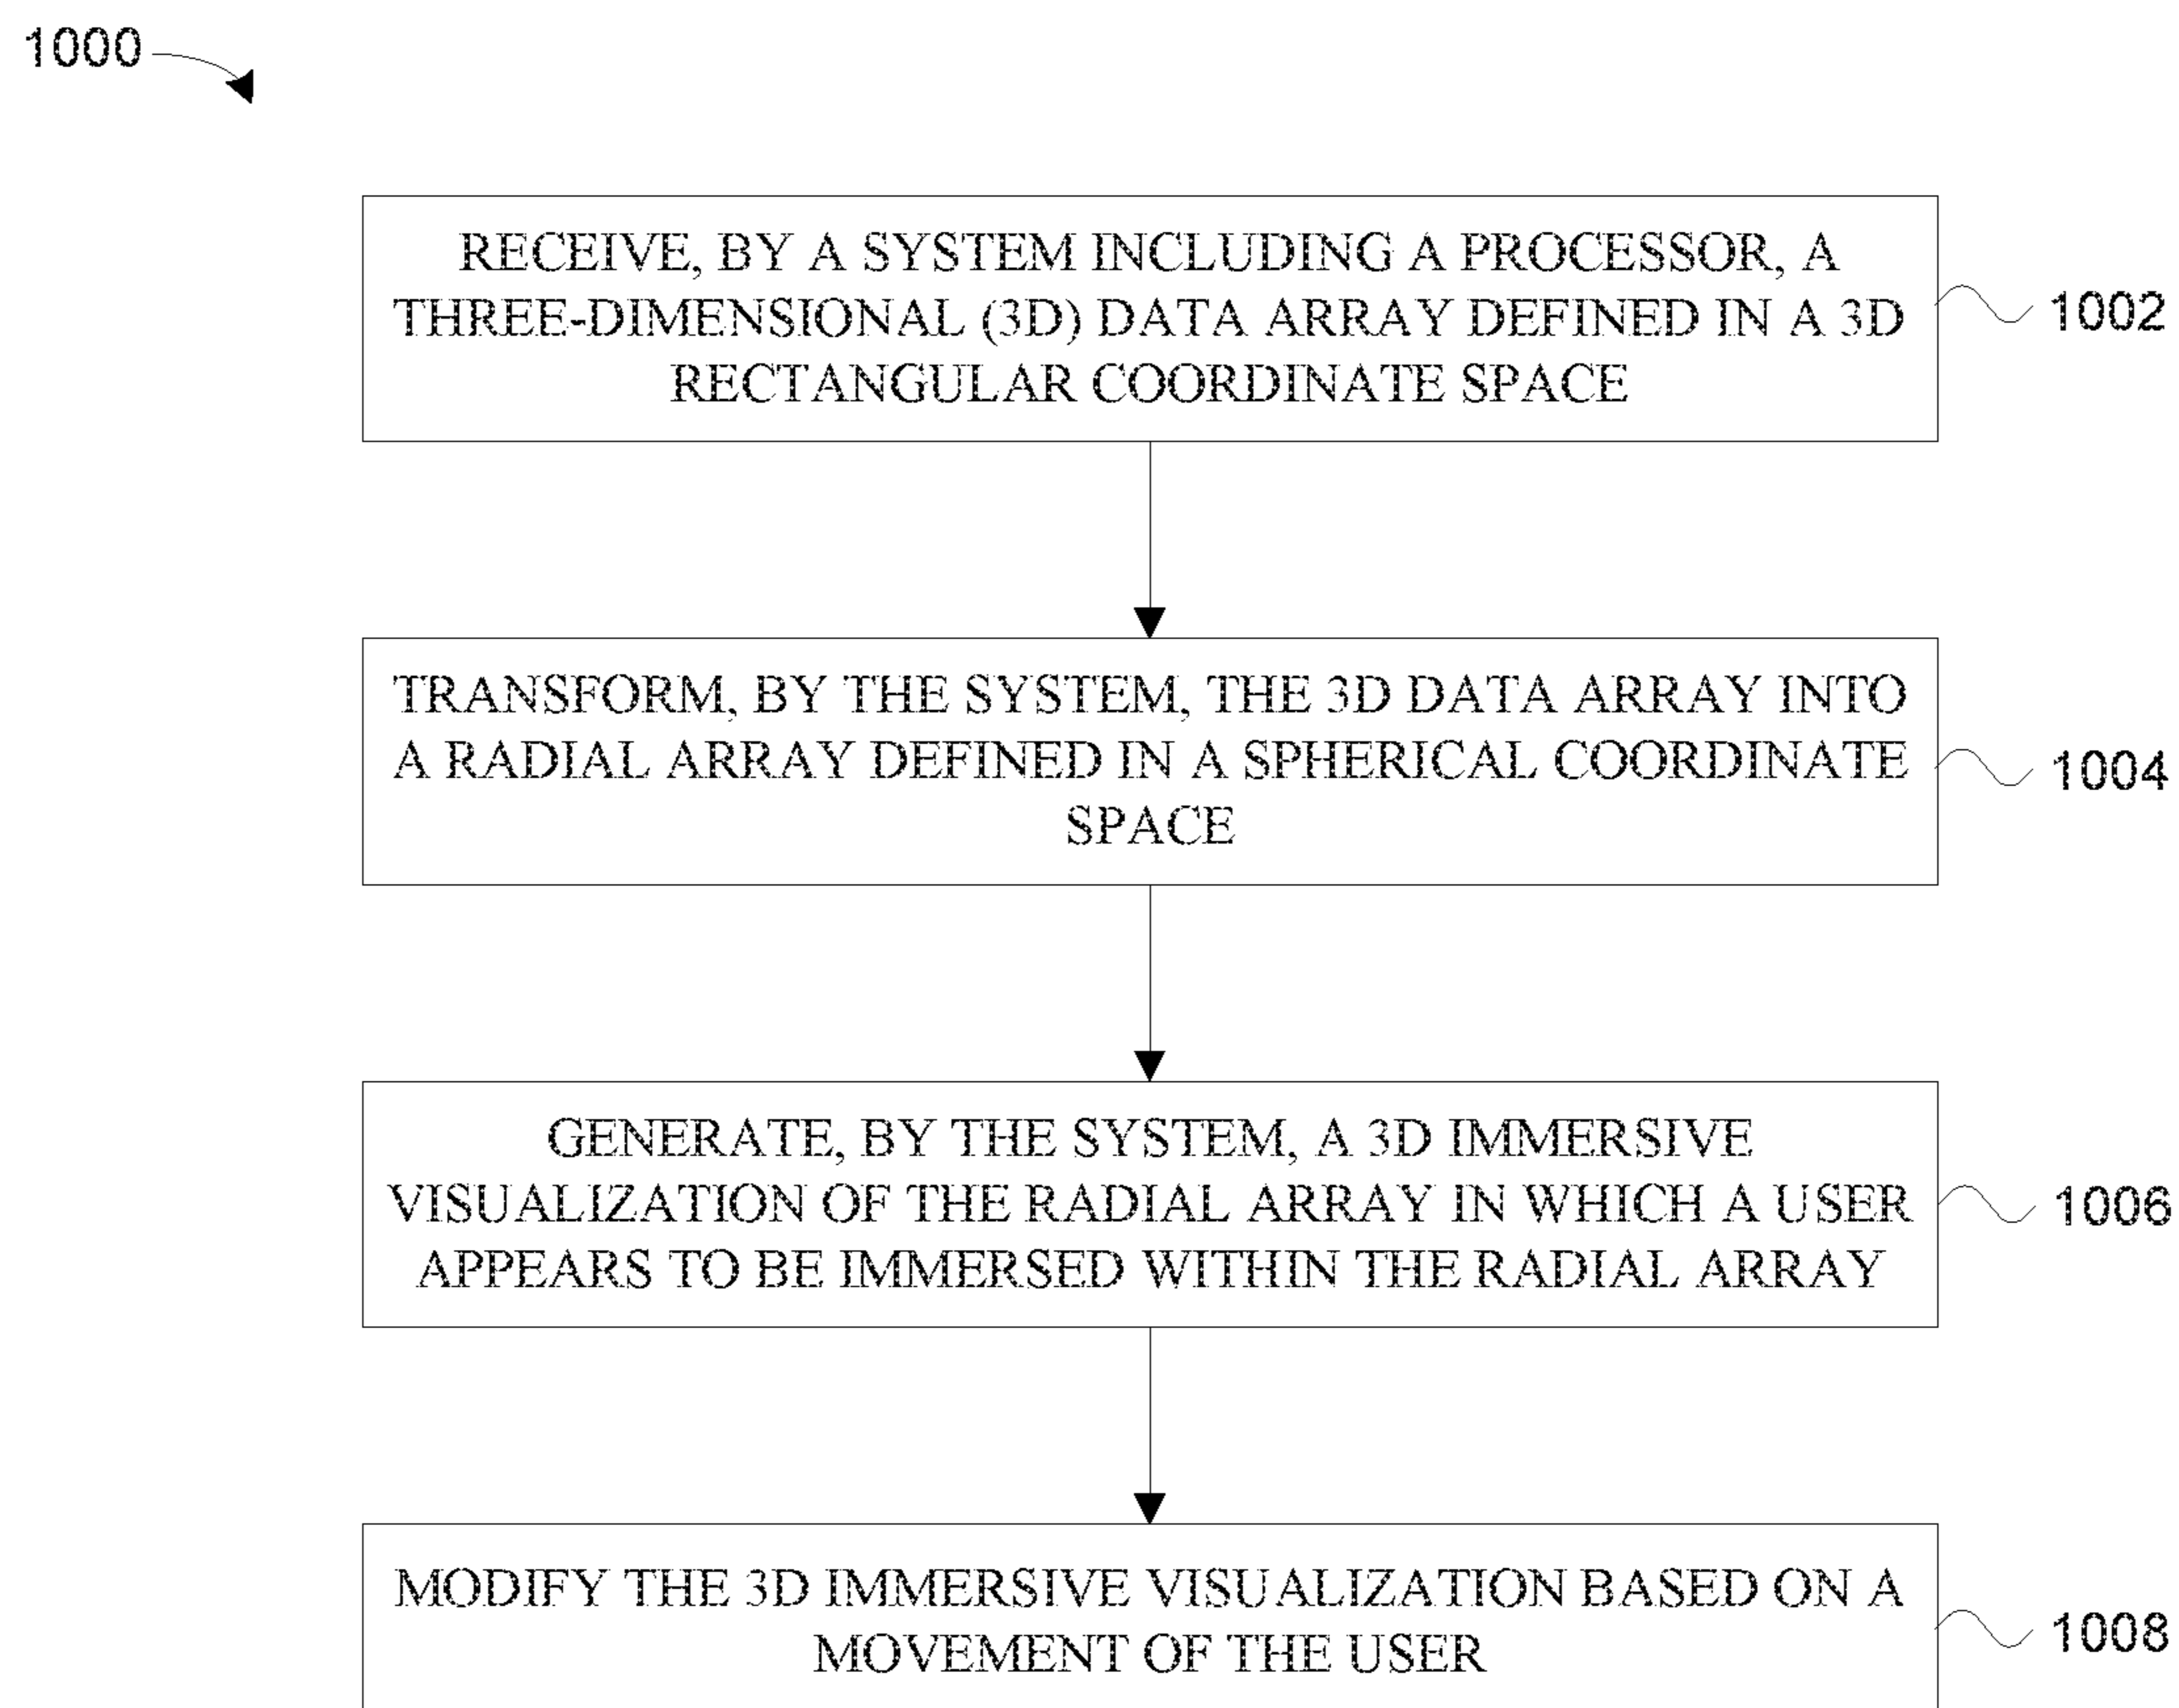 1000
RECEIVE, BY A SYSTEM INCLUDING A PROCESSOR, A
THREE-DIMENSIONAL (3D) DATA ARRAY DEFINED IN A 3D
RECTANGULAR COORDINATE SPACE
1002
TRANSFORM, BY THE SYSTEM, THE 3D DATA ARRAY INTO
A RADIAL ARRAY DEFINED IN A SPHERICAL COORDINATE
SPACE
1004
GENERATE, BY THE SYSTEM, A 3D IMMERSIVE
VISUALIZATION OF THE RADIAL ARRAY IN WHICH A USER
APPEARS TO BE IMMERSED WITHIN THE RADIAL ARRAY
1006
MODIFY THE 3D IMMERSIVE VISUALIZATION BASED ON A
MOVEMENT OF THE USER
1008